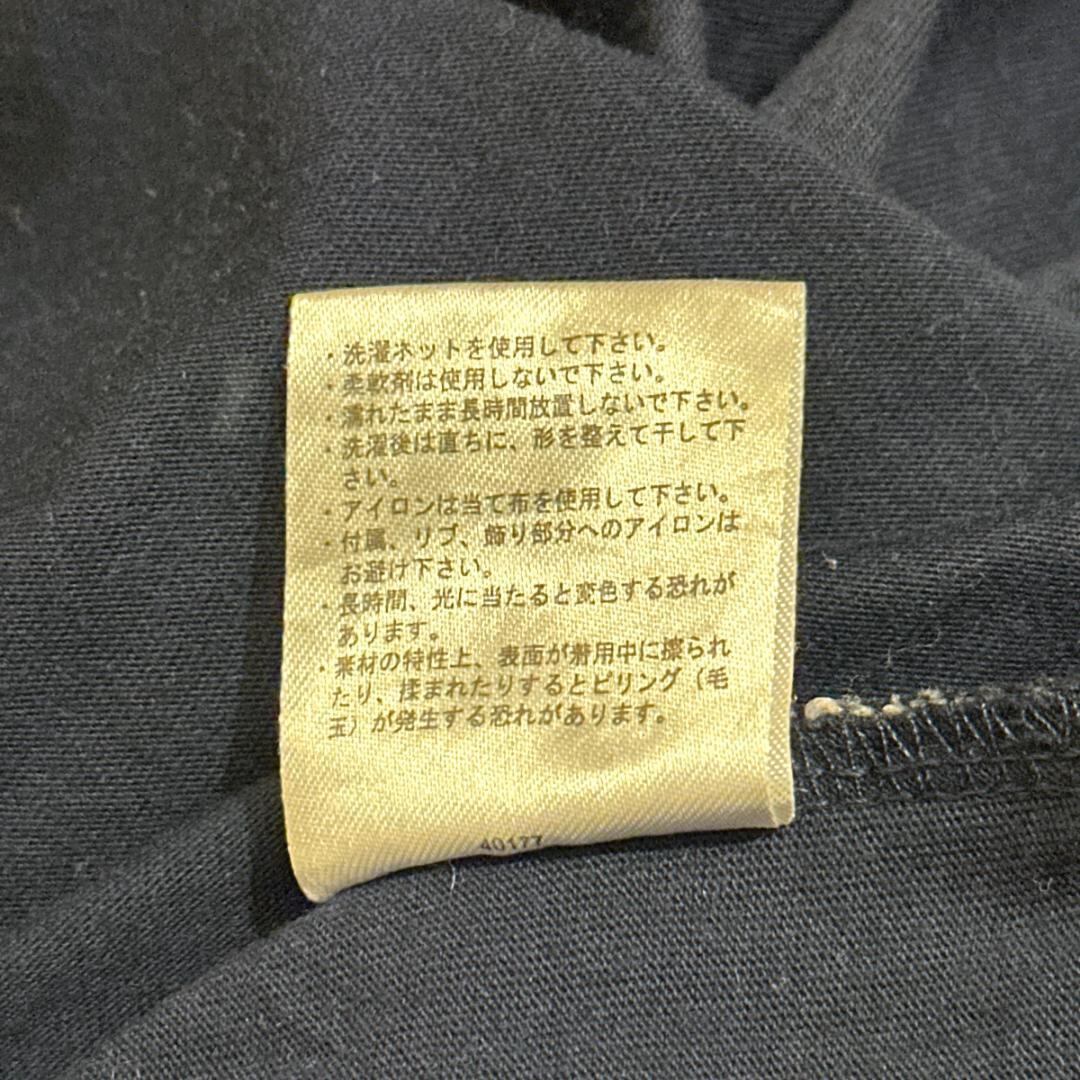 ・洗濯ネットを使用して下さい。
・柔軟剤は使用しないで下さい。
・濡れたまま長時間放置しないで下さい。
・洗濯後は直ちに、形を整えて干して下
さい。
・アイロンは当て布を使用して下さい。
・付属、リブ、飾り部分へのアイロンは
お避け下さい。
・長時間、光に当たると変色する恐れが
あります。
・素材の特性上、表面が着用中に擦られ
たり、揉まれたりするとピリング（毛
玉）が発生する恐れがあります。
40177